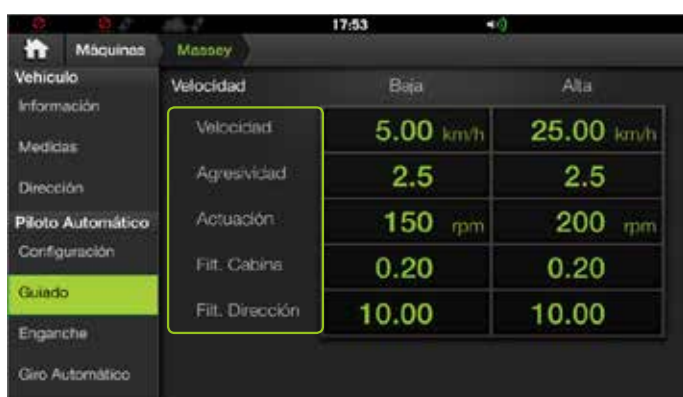 17:53
Máquinas Massey
Vehículo
Información
Medidas
Dirección
Piloto Automático
Configuración
Guiado
Enganche
Giro Automático
Velocidad Baja Alta
Velocidad 5.00 km/h 25.00 km/h
Agresividad 2.5 2.5
Actuación 150 rpm 200 rpm
Filt. Cabina 0.20 0.20
Filt. Dirección 10.00 10.00